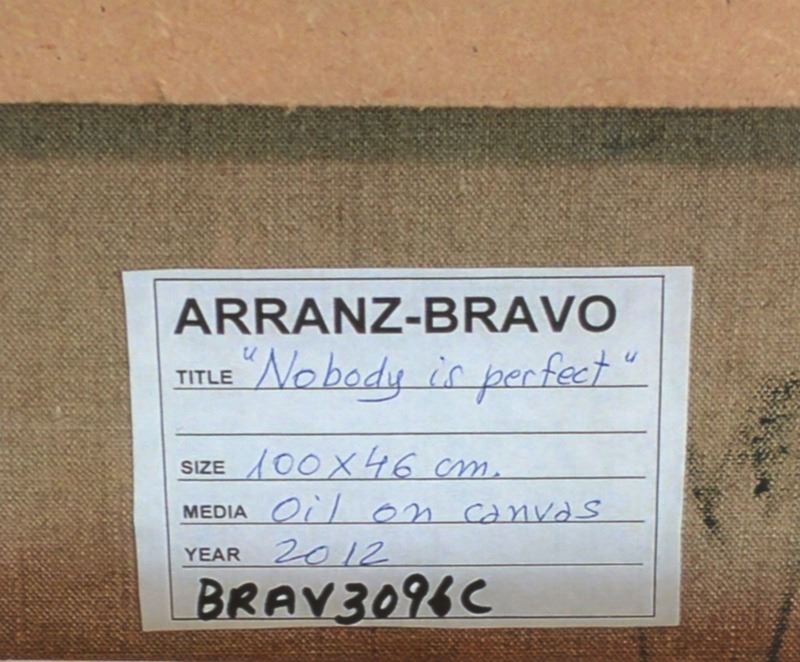 ARRANZ-BRAVO
TITLE "Nobody is perfect"
SIZE 100X46 cm.
MEDIA Oil on canvas
YEAR 2012
BRAV3096C